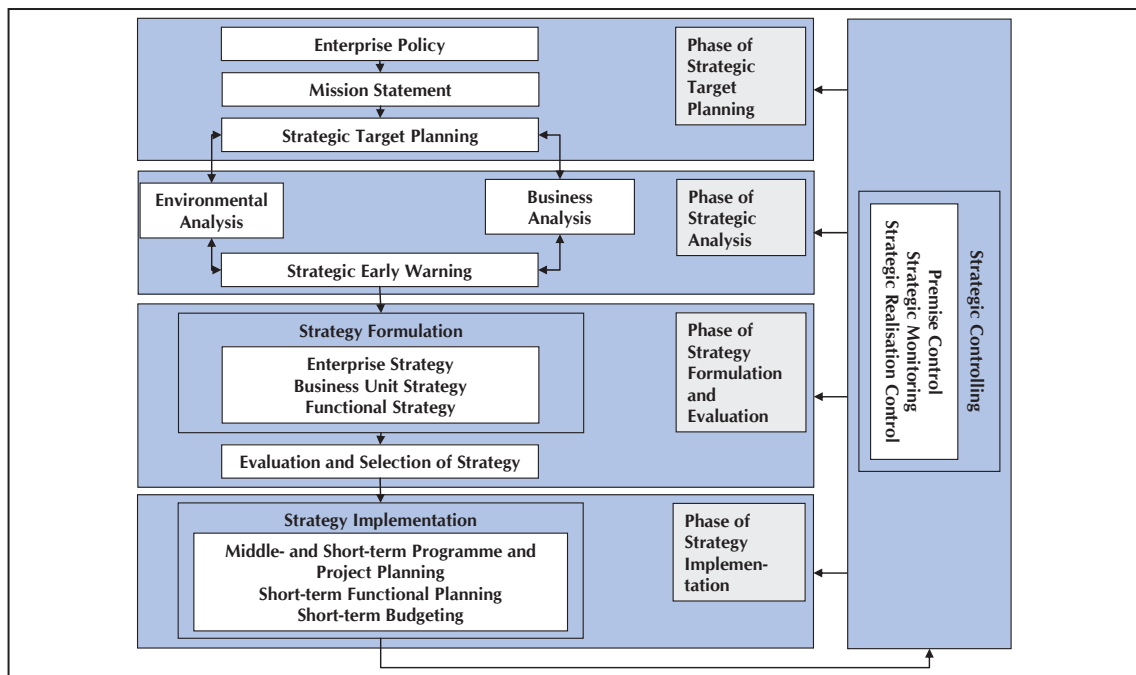 Enterprise Policy
Mission Statement
Strategic Target Planning
Phase of
Strategic
Target
Planning
Environmental
Analysis
Business
Analysis
Strategic Early Warning
Phase of
Strategic
Analysis
Strategy Formulation
Enterprise Strategy
Business Unit Strategy
Functional Strategy
Evaluation and Selection of Strategy
Phase of
Strategy
Formulation
and
Evaluation
Strategy Implementation
Middle- and Short-term Programme and
Project Planning
Short-term Functional Planning
Short-term Budgeting
Phase of
Strategy
Implemen-
tation
Strategic Controlling
Premise Control
Strategic Monitoring
Strategic Realisation Control